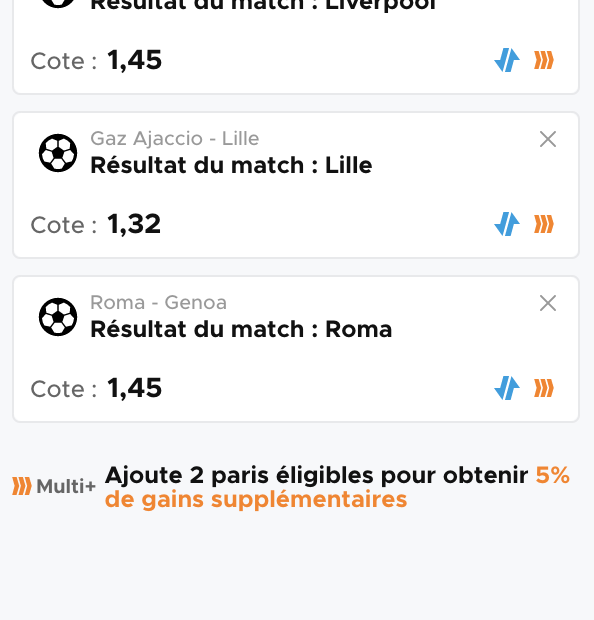 Résultat du match : Liverpool
Cote : 1,45
Gaz Ajaccio - Lille
Résultat du match : Lille
Cote : 1,32
Roma - Genoa
Résultat du match : Roma
Cote : 1,45
Multi+ Ajoute 2 paris éligibles pour obtenir 5%
de gains supplémentaires